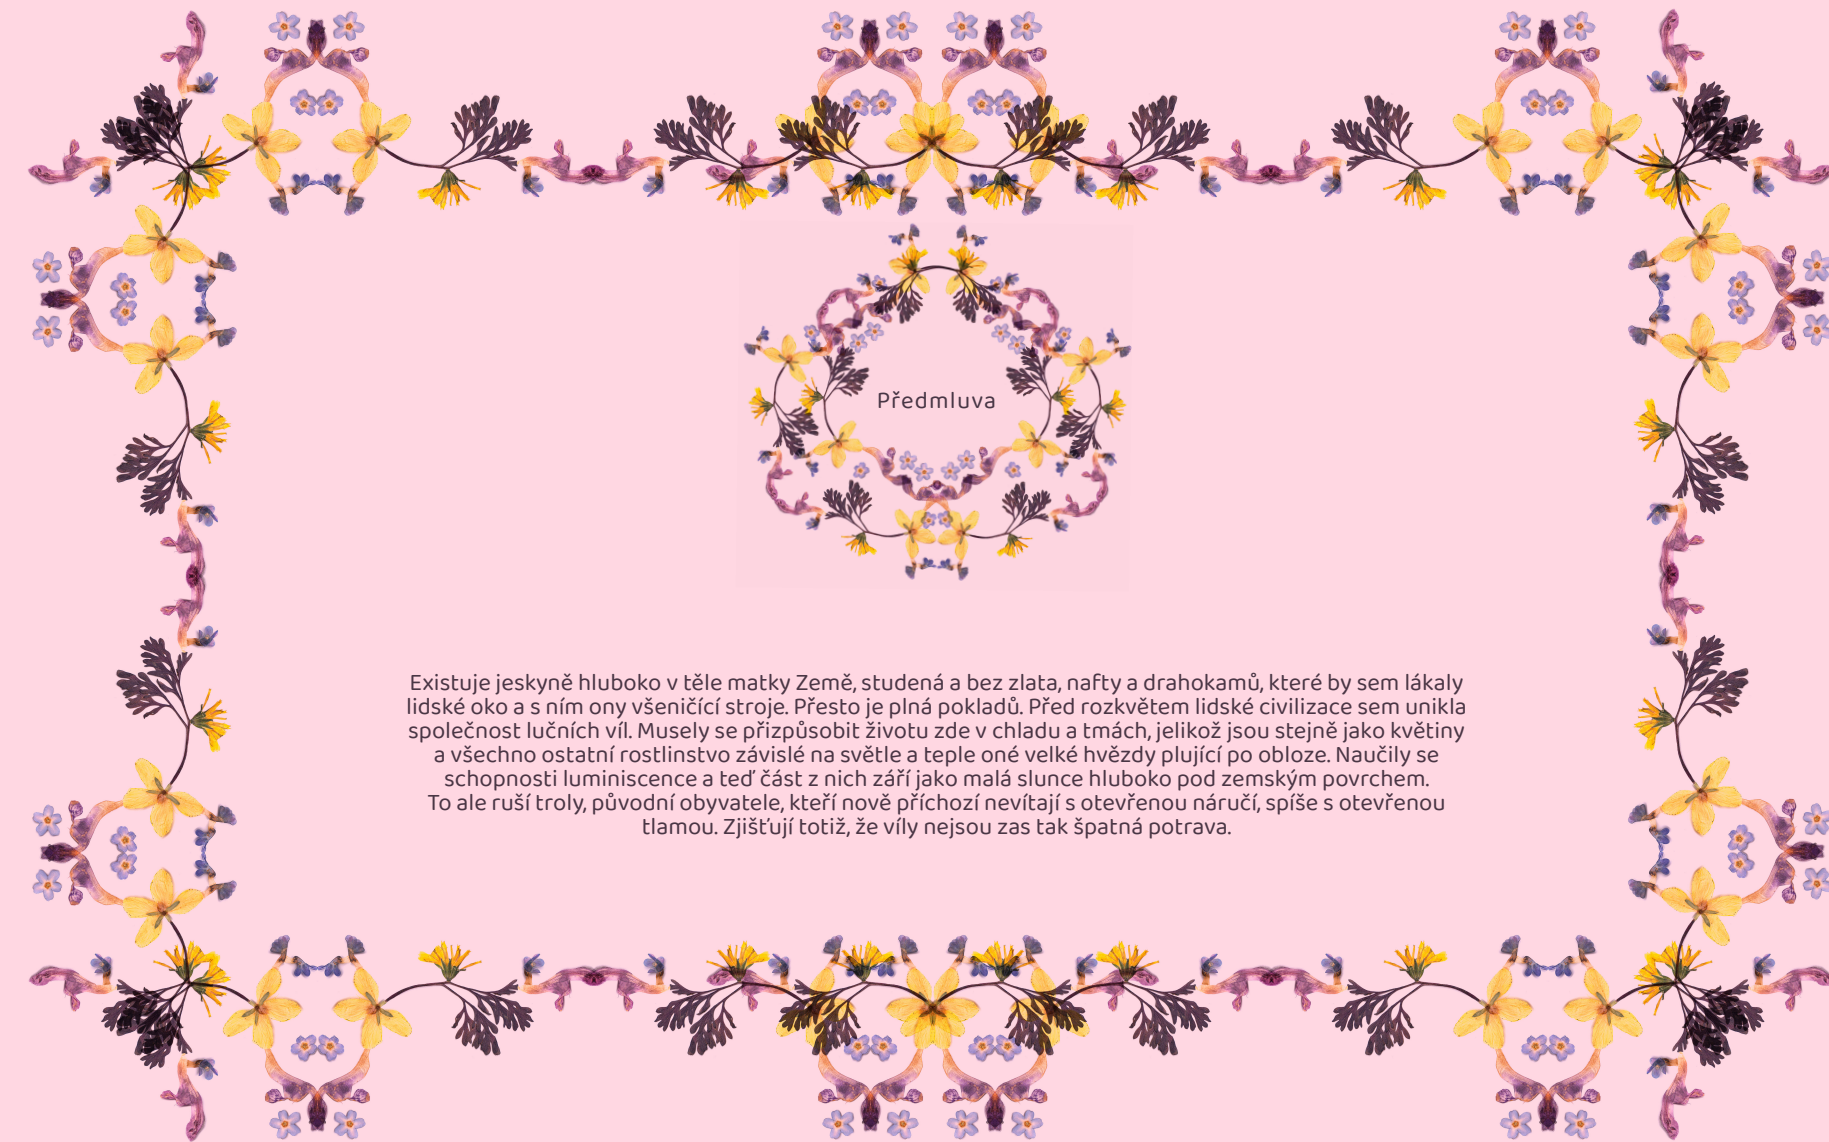 Předmluva
Existuje jeskyně hluboko v těle matky Země, studená a bez zlata, nafty a drahokamů, které by sem lákaly
lidské oko a s ním ony všeničící stroje. Přesto je plná pokladů. Před rozkvětem lidské civilizace sem unikla
společnost lučních víl. Musely se přizpůsobit životu zde v chladu a tmách, jelikož jsou stejně jako květiny
a všechno ostatní rostlinstvo závislé na světle a teple oné velké hvězdy plující po obloze. Naučily se
schopnosti luminiscence a teď část z nich září jako malá slunce hluboko pod zemským povrchem.
To ale ruší troly, původní obyvatele, kteří nově příchozí nevítají s otevřenou náručí, spíše s otevřenou
tlamou. Zjišťují totiž, že víly nejsou zas tak špatná potrava.